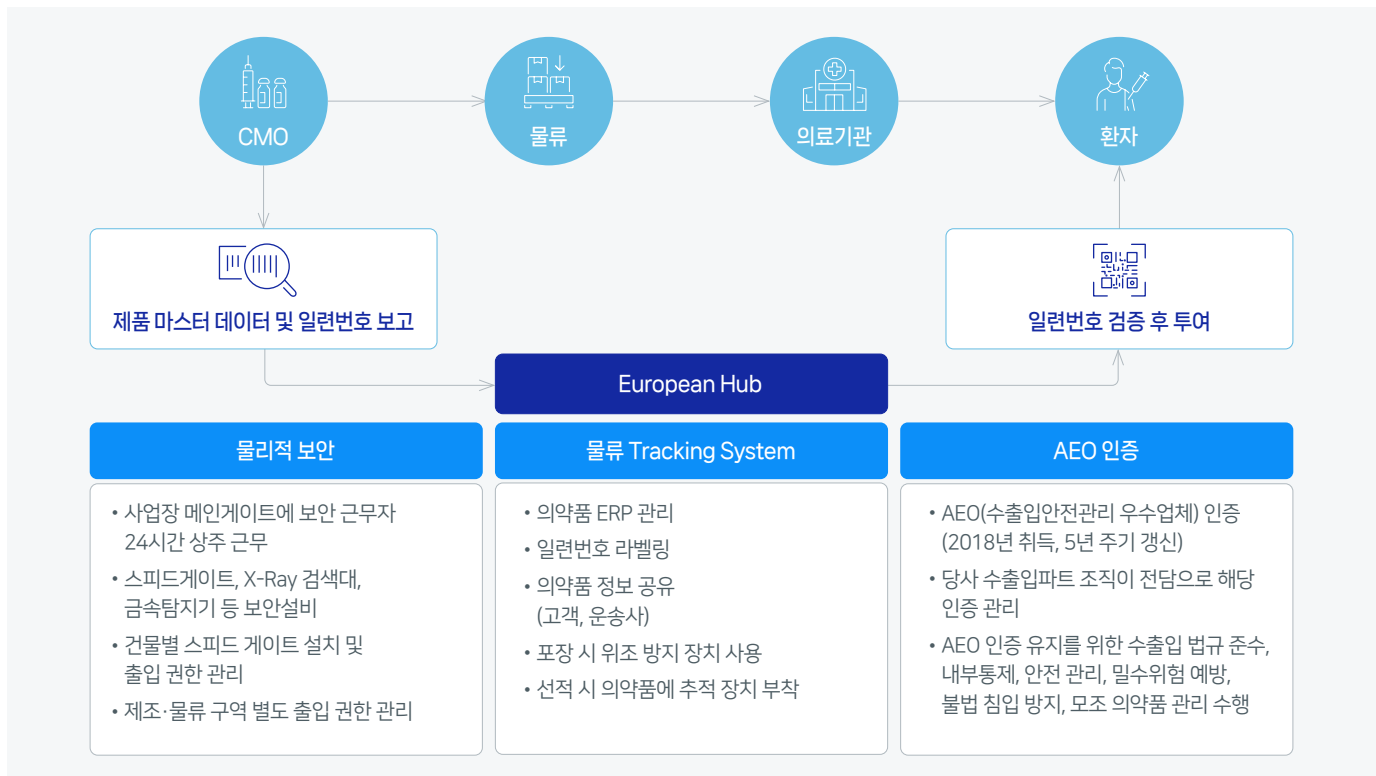 CMO
물류
의료기관
환자
제품 마스터 데이터 및 일련번호 보고
일련번호 검증 후 투여
European Hub
물리적 보안
• 사업장 메인게이트에 보안 근무자
24시간 상주 근무
• 스피드게이트, X-Ray 검색대,
금속탐지기 등 보안설비
• 건물별 스피드 게이트 설치 및
출입 권한 관리
• 제조·물류 구역 별도 출입 권한 관리
물류 Tracking System
• 의약품 ERP 관리
• 일련번호 라벨링
• 의약품 정보 공유
(고객, 운송사)
• 포장 시 위조 방지 장치 사용
• 선적 시 의약품에 추적 장치 부착
AEO 인증
• AEO(수출입안전관리 우수업체) 인증
(2018년 취득, 5년 주기 갱신)
• 당사 수출입파트 조직이 전담으로 해당
인증 관리
• AEO 인증 유지를 위한 수출입 법규 준수,
내부통제, 안전 관리, 밀수위험 예방,
불법 침입 방지, 모조 의약품 관리 수행